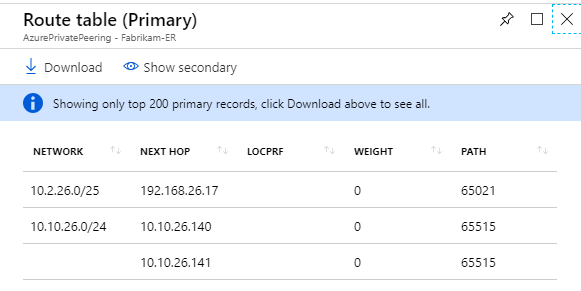 Route table (Primary)
AzurePrivatePeering - Fabrikam-ER
Download Show secondary
Showing only top 200 primary records, click Download above to see all.
NETWORK NEXT HOP LOCPRF WEIGHT PATH
10.2.26.0/25 192.168.26.17 0 65021
10.10.26.0/24 10.10.26.140 0 65515
10.10.26.141 0 65515